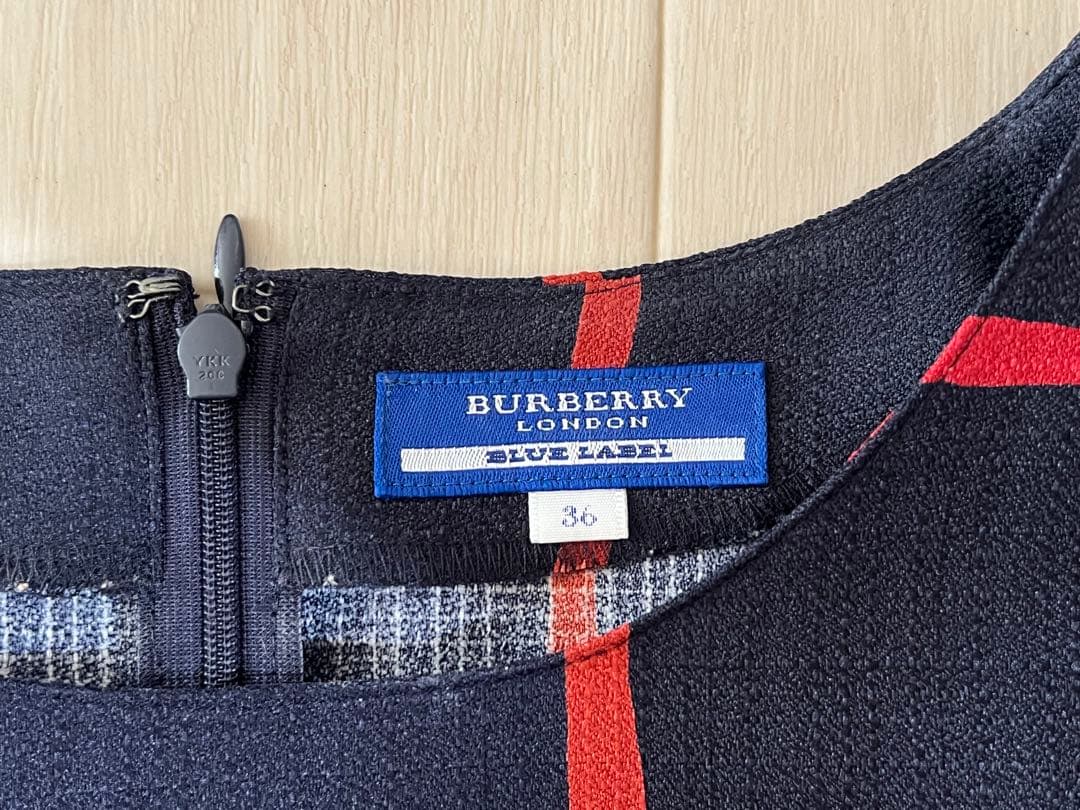 YKK
20C
BURBERRY
LONDON
BLUE LABEL
36